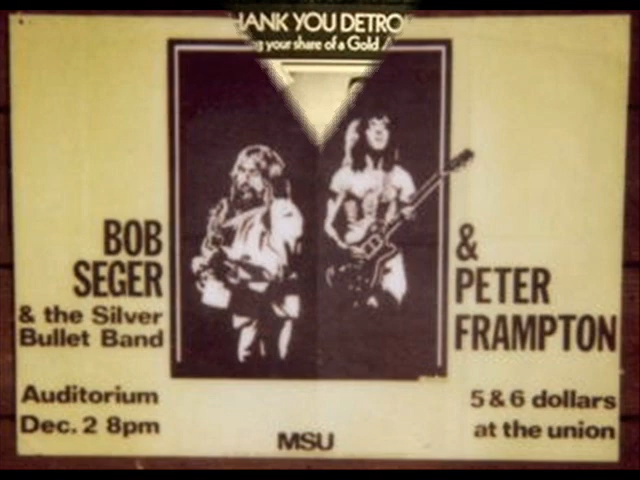 HANK YOU DETRO
g your share of a Gold
BOB
SEGER
& the Silver
Bullet Band
&
PETER
FRAMPTON
Auditorium
Dec. 2 8pm
5 & 6 dollars
at the union
MSU